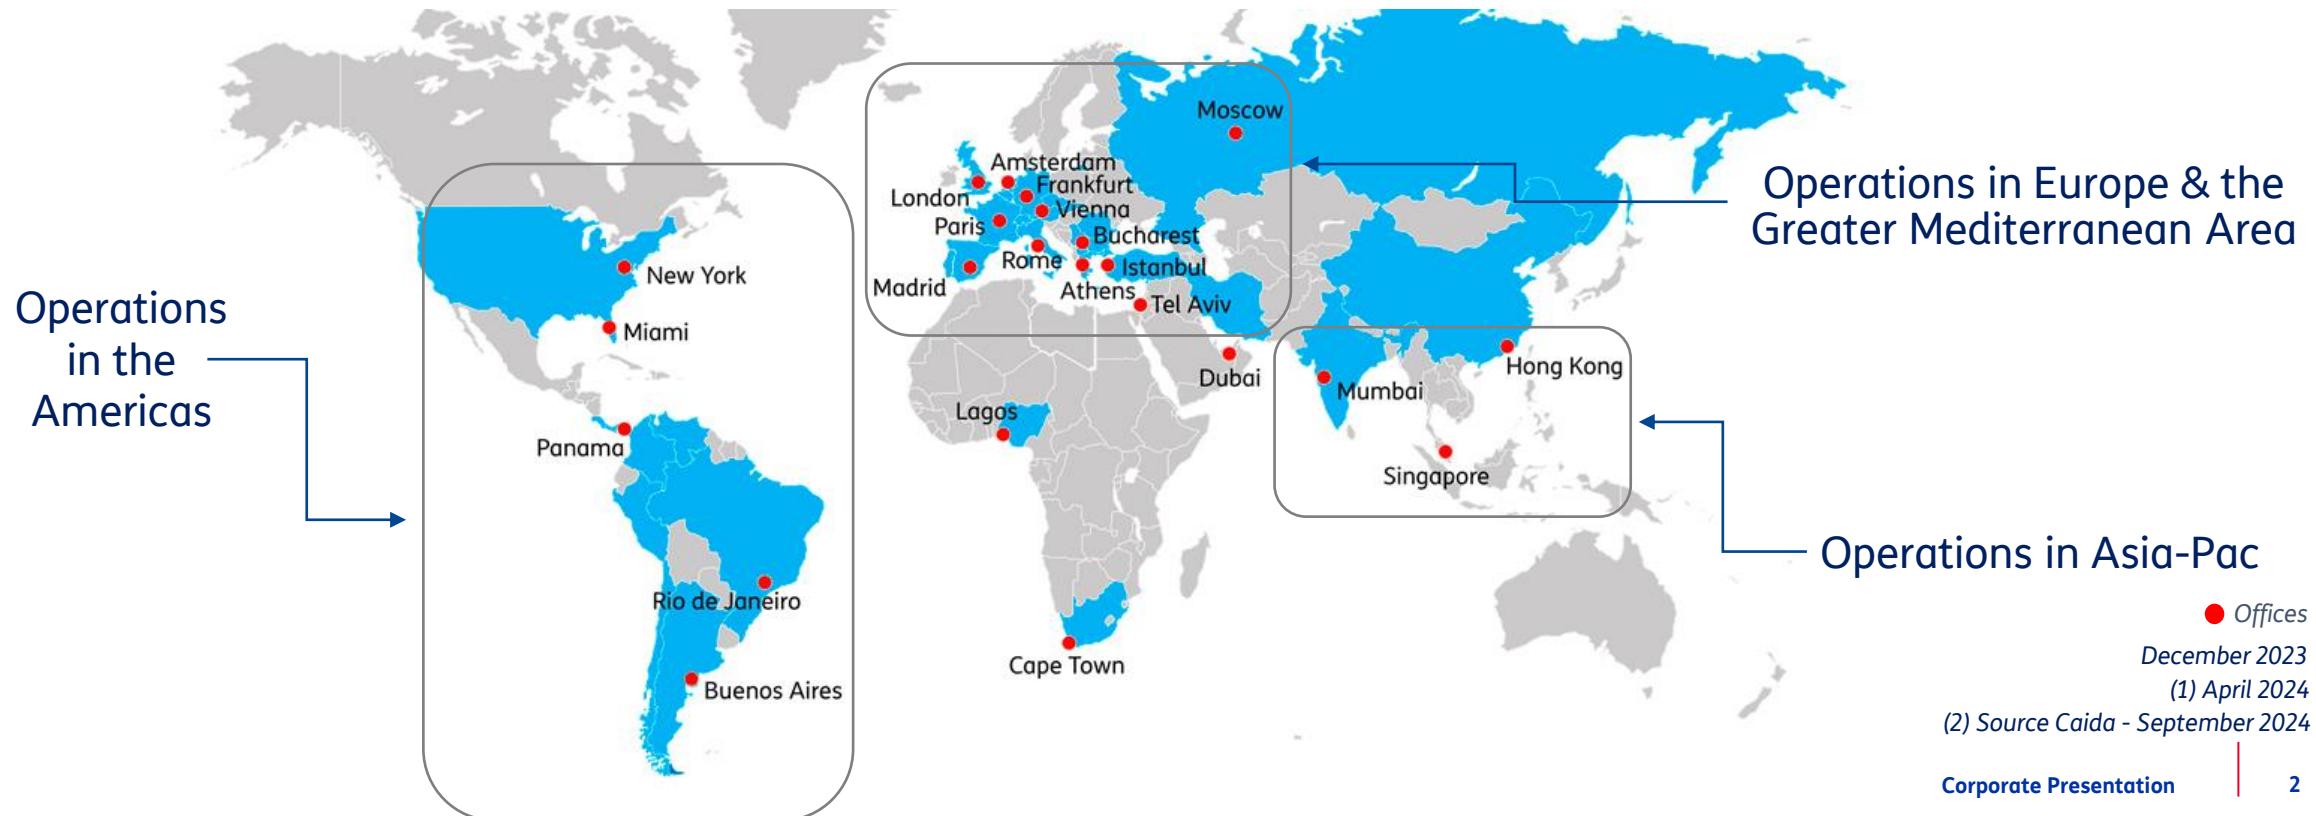 Operations
in the
Americas
New York
Miami
Panama
Rio de Janeiro
Buenos Aires
Moscow
Amsterdam
London
Frankfurt
Vienna
Paris
Bucharest
Rome
Istanbul
Madrid
Athens
Tel Aviv
Dubai
Lagos
Cape Town
Mumbai
Hong Kong
Singapore
Operations in Europe & the
Greater Mediterranean Area
Operations in Asia-Pac
Offices
December 2023
(1) April 2024
(2) Source Caida - September 2024
Corporate Presentation
2